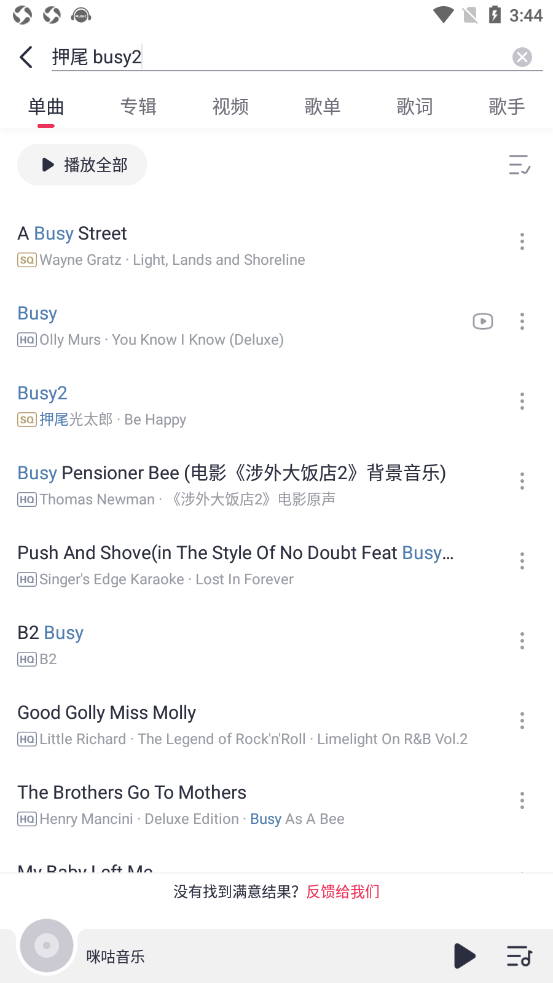 3:44
押尾 busy2
单曲 专辑 视频 歌单 歌词 歌手
播放全部
A Busy Street
SQ Wayne Gratz · Light, Lands and Shoreline
Busy
HQ Olly Murs · You Know I Know (Deluxe)
Busy2
SQ 押尾光太郎 · Be Happy
Busy Pensioner Bee (电影《涉外大饭店2》背景音乐)
HQ Thomas Newman · 《涉外大饭店2》电影原声
Push And Shove(in The Style Of No Doubt Feat Busy...
HQ Singer's Edge Karaoke · Lost In Forever
B2 Busy
HQ B2
Good Golly Miss Molly
HQ Little Richard · The Legend of Rock'n'Roll · Limelight On R&B Vol.2
The Brothers Go To Mothers
HQ Henry Mancini · Deluxe Edition · Busy As A Bee
My Baby Left Me
没有找到满意结果？反馈给我们
咪咕音乐